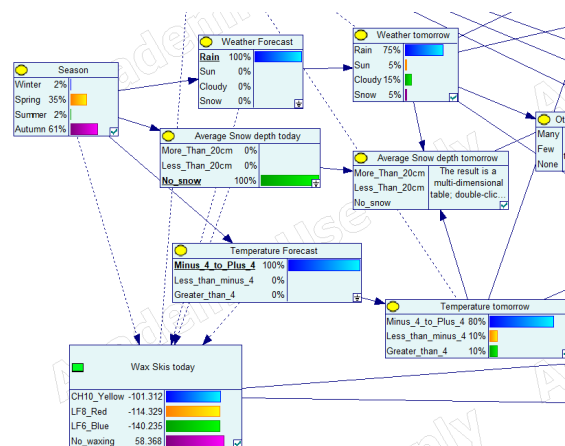 Weather Forecast
Rain 100%
Sun 0%
Cloudy 0%
Snow 0%
Weather tomorrow
Rain 75%
Sun 5%
Cloudy 15%
Snow 5%
Season
Winter 2%
Spring 35%
Summer 2%
Autumn 61%
Average Snow depth today
More_Than_20cm 0%
Less_Than_20cm 0%
No_snow 100%
Average Snow depth tomorrow
More_Than_20cm
Less_Than_20cm
No_snow
The result is a
multi-dimensional
table; double-clic...
Ot
Many
Few
None
Temperature Forecast
Minus_4_to_Plus_4 100%
Less_than_minus_4 0%
Greater_than_4 0%
Temperature tomorrow
Minus_4_to_Plus_4 80%
Less_than_minus_4 10%
Greater_than_4 10%
Wax Skis today
CH10_Yellow -101.312
LF8_Red -114.329
LF6_Blue -140.235
No_waxing 58.368